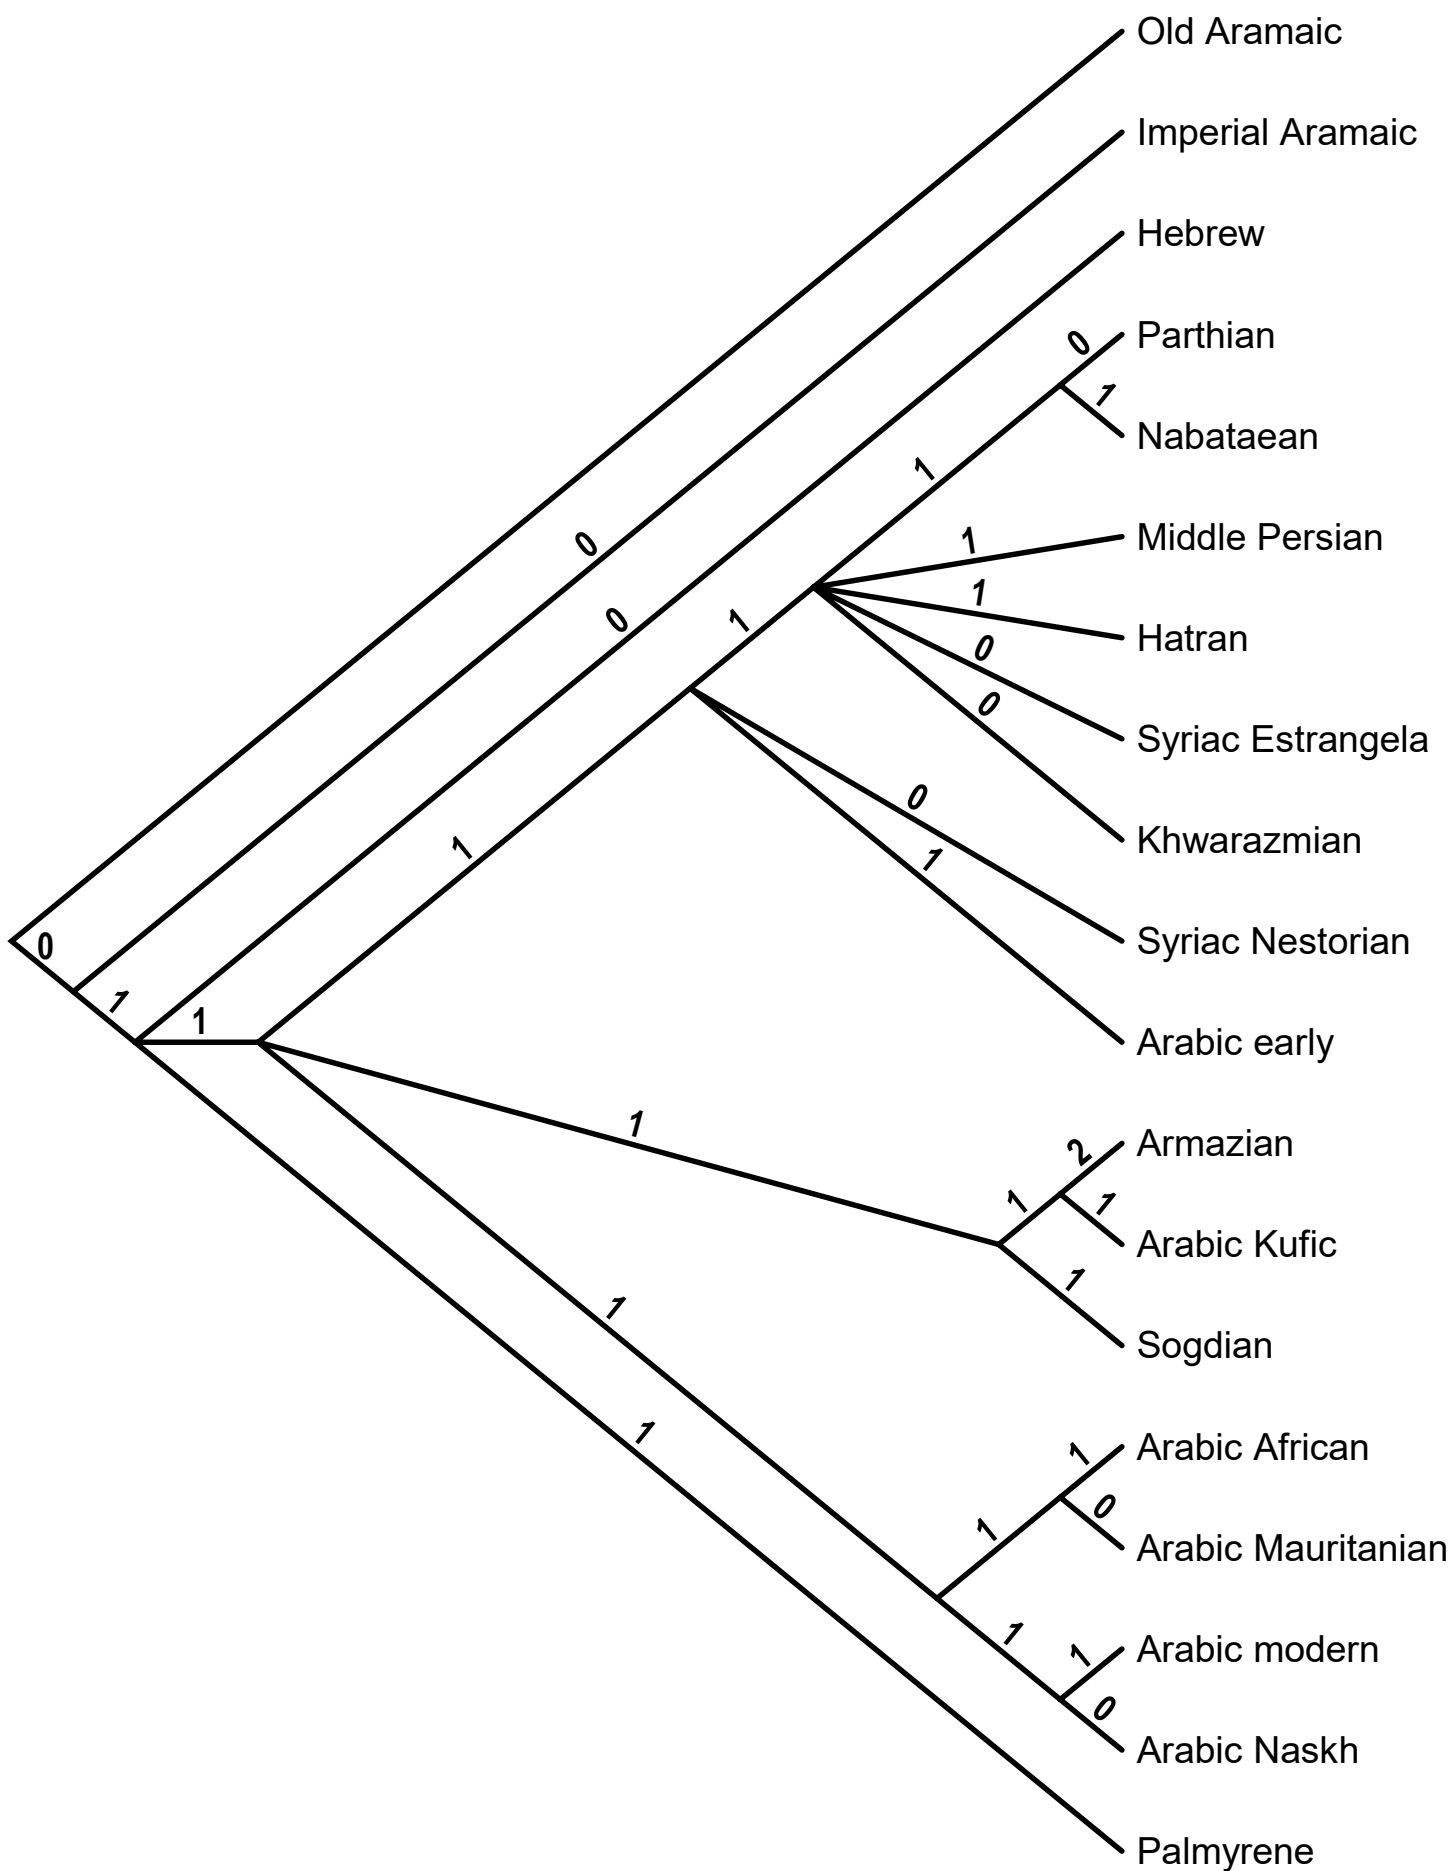 Old Aramaic
Imperial Aramaic
Hebrew
0 Parthian
1 Nabataean
1
1 Middle Persian
0
1 Hatran
0 1
0 Syriac Estrangela
0
Khwarazmian
0
1 1
Syriac Nestorian
0
1 1
Arabic early
1
2 Armazian
1 1
Arabic Kufic
1
1
Sogdian
1
1 Arabic African
1 0
Arabic Mauritanian
1
1 Arabic modern
0
Arabic Naskh
Palmyrene